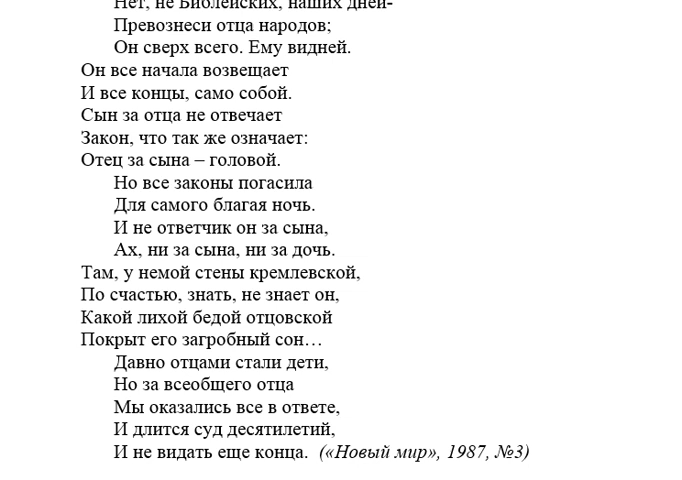 Нет, не Библейских, наших дней-
Превознеси отца народов;
Он сверх всего. Ему видней.
Он все начала возвещает
И все концы, само собой.
Сын за отца не отвечает
Закон, что так же означает:
Отец за сына – головой.
Но все законы погасила
Для самого благая ночь.
И не ответчик он за сына,
Ах, ни за сына, ни за дочь.
Там, у немой стены кремлевской,
По счастью, знать, не знает он,
Какой лихой бедой отцовской
Покрыт его загробный сон…
Давно отцами стали дети,
Но за всеобщего отца
Мы оказались все в ответе,
И длится суд десятилетий,
И не видать еще конца. («Новый мир», 1987, №3)